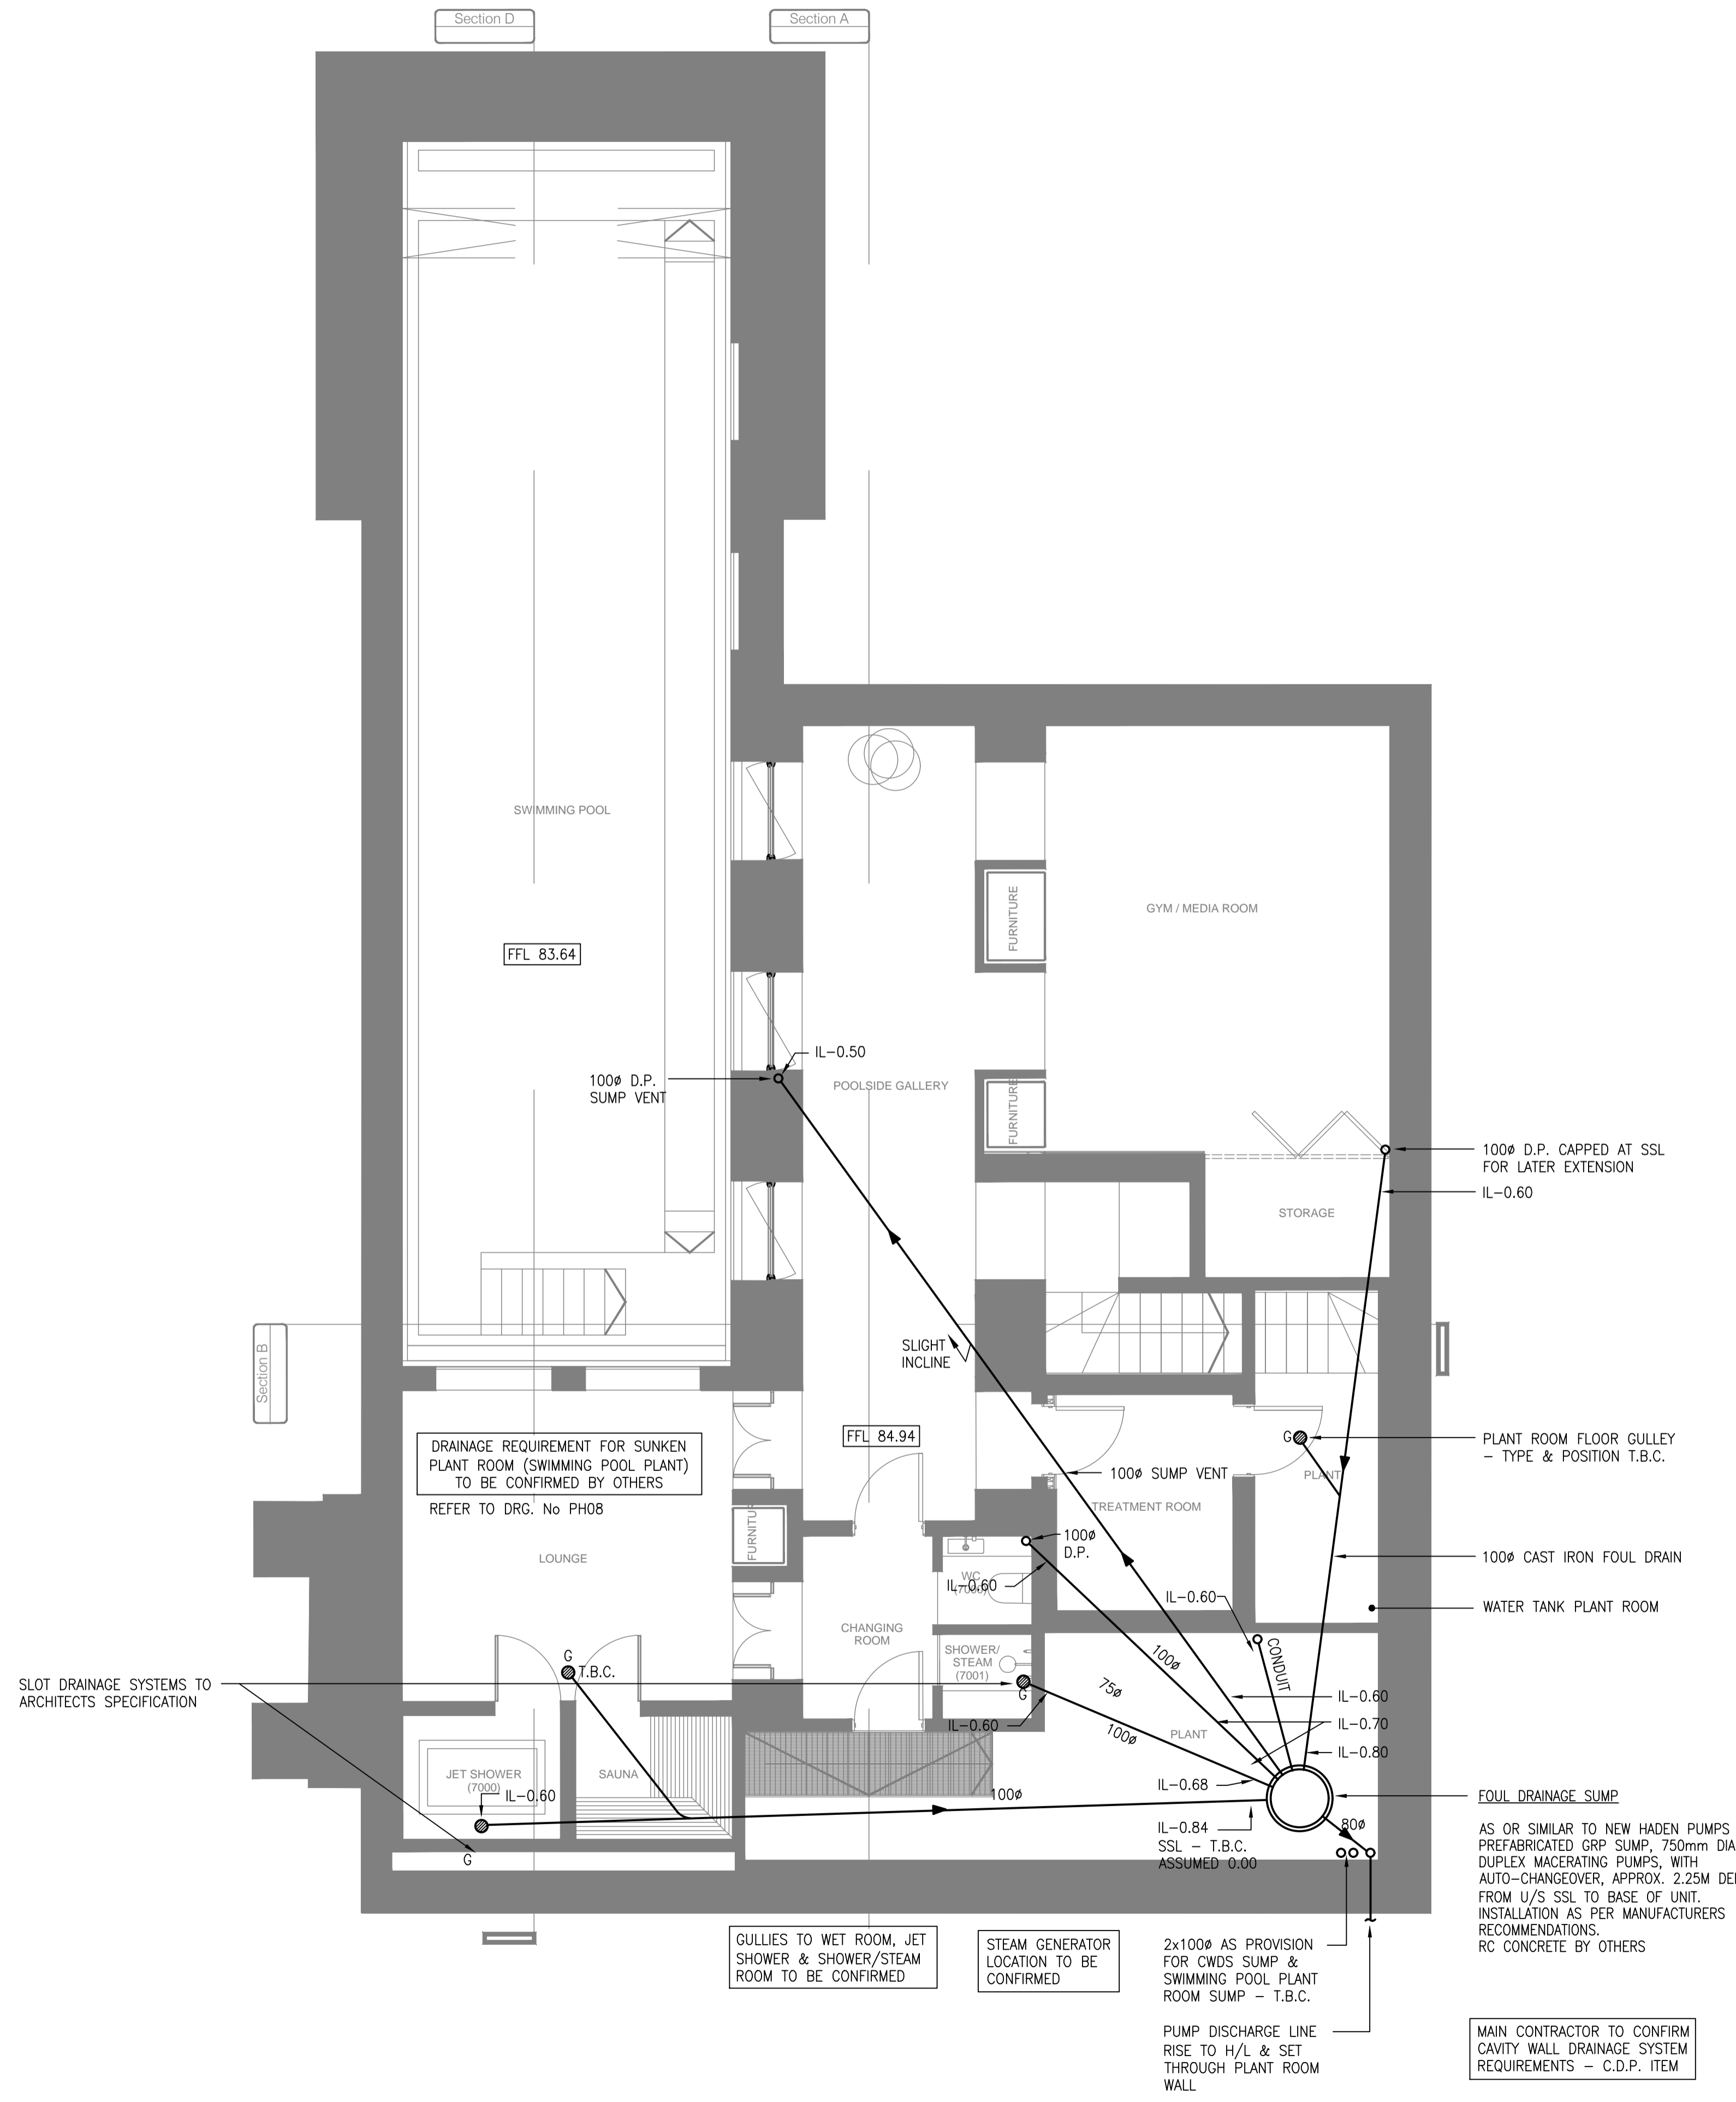 Section D
Section A
SWIMMING POOL
FURNITURE
GYM / MEDIA ROOM
FFL 83.64
IL-0.50
100ø D.P.
SUMP VENT
POOLSIDE GALLERY
FURNITURE
100ø D.P. CAPPED AT SSL
FOR LATER EXTENSION
IL-0.60
STORAGE
Section B
SLIGHT
INCLINE
FFL 84.94
DRAINAGE REQUIREMENT FOR SUNKEN
PLANT ROOM (SWIMMING POOL PLANT)
TO BE CONFIRMED BY OTHERS
REFER TO DRG. No PH08
G
PLANT ROOM FLOOR GULLEY
- TYPE & POSITION T.B.C.
PLANT
100ø SUMP VENT
TREATMENT ROOM
FURNITU
LOUNGE
100ø
D.P.
100ø CAST IRON FOUL DRAIN
WC
IL-0.60
IL-0.60
WATER TANK PLANT ROOM
CHANGING
ROOM
SHOWER/
STEAM
(7001)
G
CONDUIT
100ø
G
T.B.C.
SLOT DRAINAGE SYSTEMS TO
ARCHITECTS SPECIFICATION
75ø
IL-0.60
IL-0.60
100ø
PLANT
IL-0.70
IL-0.80
JET SHOWER
(7000)
IL-0.60
SAUNA
100ø
IL-0.68
IL-0.84
SSL - T.B.C.
ASSUMED 0.00
80ø
G
FOUL DRAINAGE SUMP
AS OR SIMILAR TO NEW HADEN PUMPS
PREFABRICATED GRP SUMP, 750mm DIA
DUPLEX MACERATING PUMPS, WITH
AUTO-CHANGEOVER, APPROX. 2.25M DE
FROM U/S SSL TO BASE OF UNIT.
INSTALLATION AS PER MANUFACTURERS
RECOMMENDATIONS.
RC CONCRETE BY OTHERS
GULLIES TO WET ROOM, JET
SHOWER & SHOWER/STEAM
ROOM TO BE CONFIRMED
STEAM GENERATOR
LOCATION TO BE
CONFIRMED
2x100ø AS PROVISION
FOR CWDS SUMP &
SWIMMING POOL PLANT
ROOM SUMP - T.B.C.
PUMP DISCHARGE LINE
RISE TO H/L & SET
THROUGH PLANT ROOM
WALL
MAIN CONTRACTOR TO CONFIRM
CAVITY WALL DRAINAGE SYSTEM
REQUIREMENTS - C.D.P. ITEM